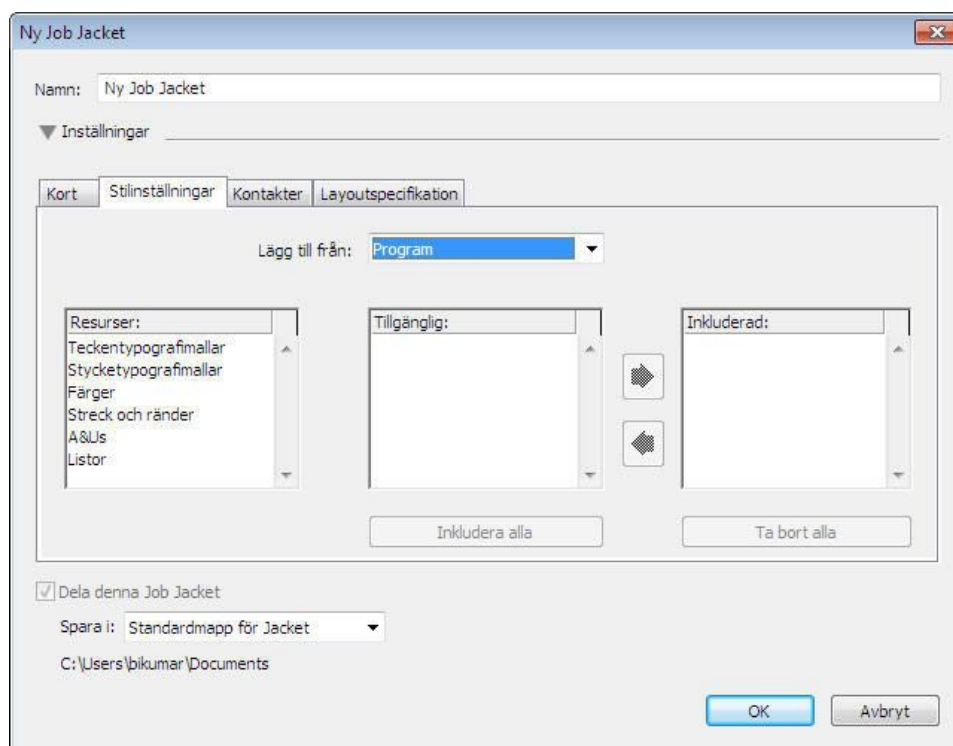 Ny Job Jacket
Namn: Ny Job Jacket
Inställningar
Kort Stilinställningar Kontakter Layoutspecifikation
Lägg till från: Program
Resurser: Tillgänglig: Inkluderad:
Teckentypografimallar
Stycketypografimallar
Färger
Streck och ränder
A&Us
Listor
Inkludera alla Ta bort alla
Dela denna Job Jacket
Spara i: Standardmapp för Jacket
C:\Users\bikumar\Documents
OK Avbryt